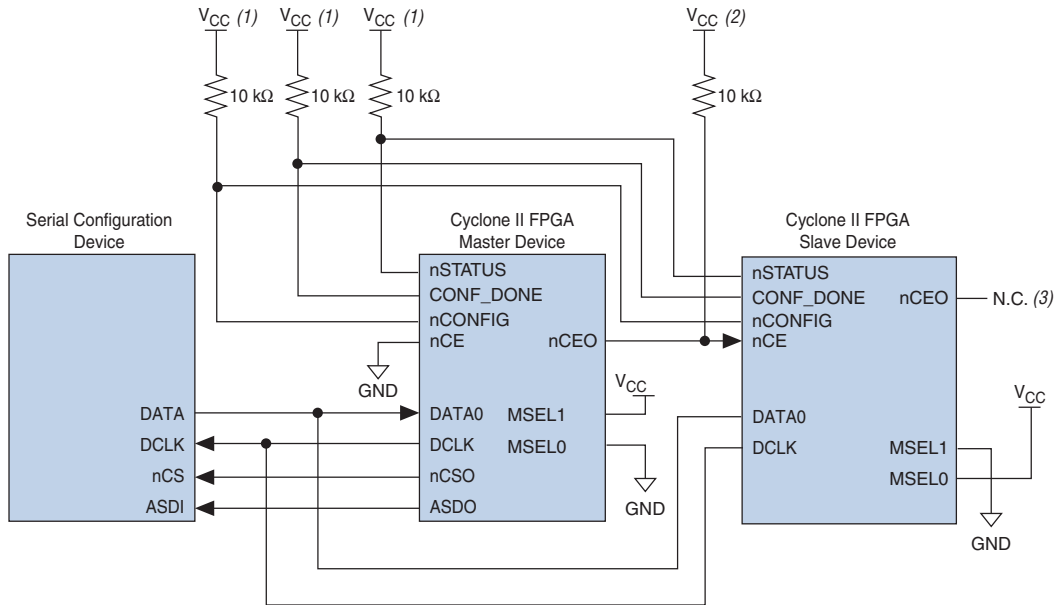 VCC (1)
VCC (1)
VCC (1)
VCC (2)
10 kΩ
10 kΩ
10 kΩ
10 kΩ
Serial Configuration
Device
DATA
DCLK
nCS
ASDI
Cyclone II FPGA
Master Device
nSTATUS
CONF_DONE
nCONFIG
nCE
nCEO
GND
DATA0
DCLK
nCSO
ASDO
MSEL1
MSEL0
VCC
GND
Cyclone II FPGA
Slave Device
nSTATUS
CONF_DONE
nCONFIG
nCE
nCEO
N.C. (3)
DATA0
DCLK
MSEL1
MSEL0
VCC
GND